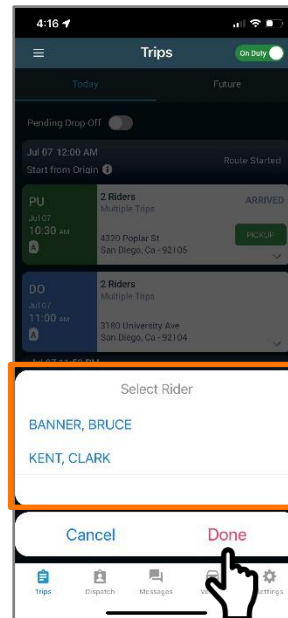 4:16
Trips
On Duty
Today
Future
Pending Drop-Off
Jul 07 12:00 AM
Start from Origin
Route Started
PU
Jul 07
10:30 AM
A
2 Riders
Multiple Trips
4320 Poplar St
San Diego, Ca - 92105
ARRIVED
PICKUP
DO
Jul 07
11:00 AM
A
2 Riders
Multiple Trips
3180 University Ave
San Diego, Ca - 92104
Select Rider
BANNER, BRUCE
KENT, CLARK
Cancel
Done
Trips
Dispatch
Messages